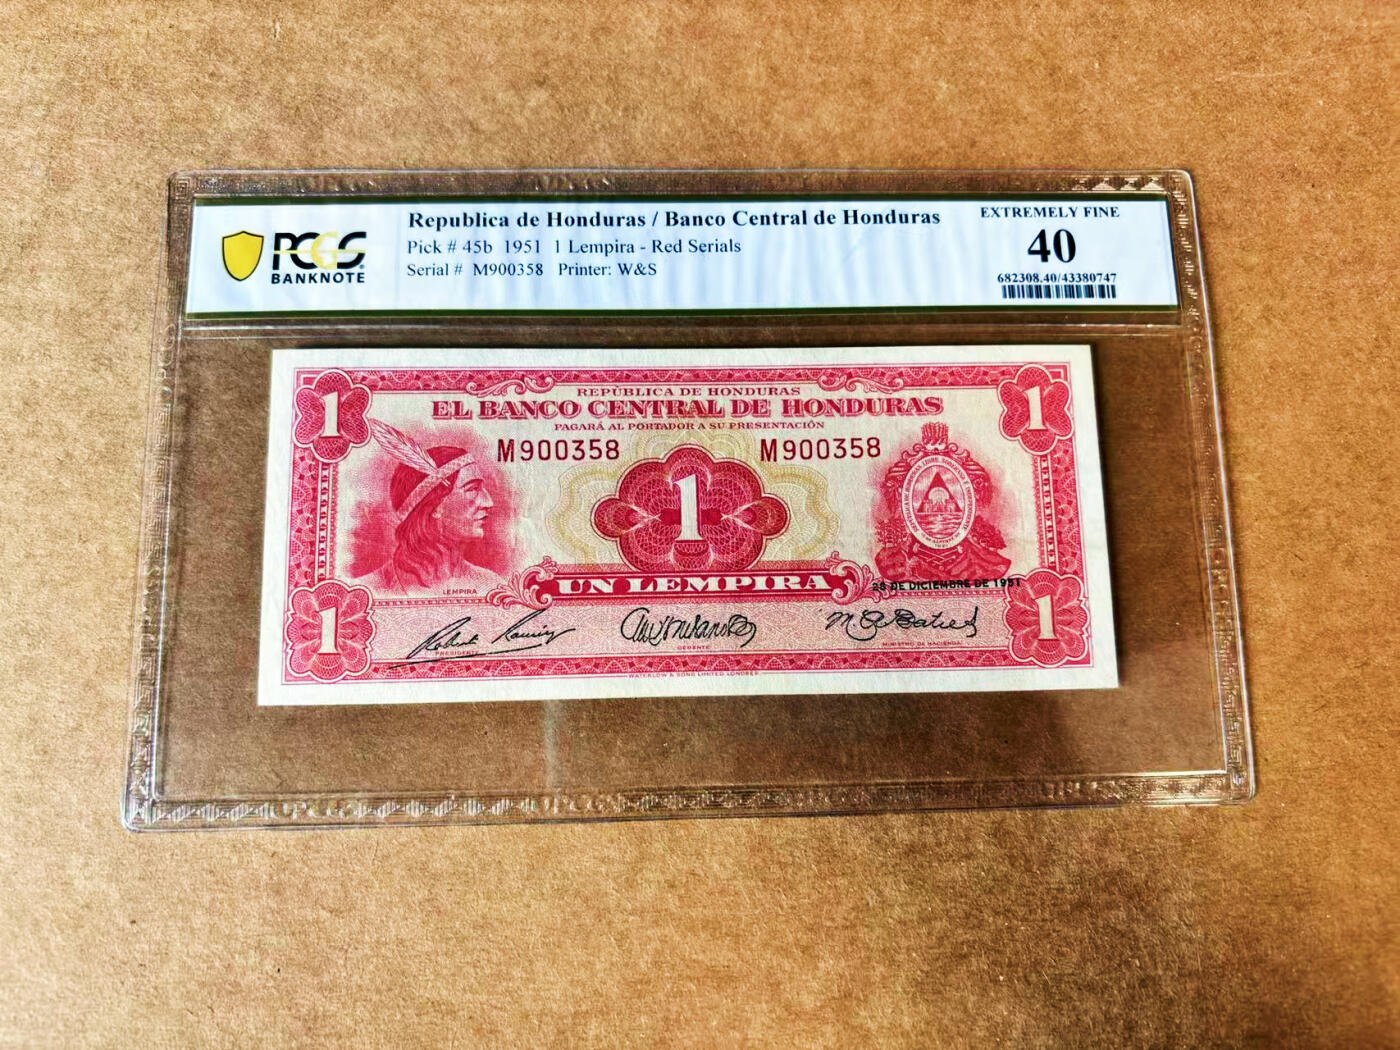 PCGS
BANKNOTE
Republica de Honduras / Banco Central de Honduras
Pick # 45b 1951 1 Lempira - Red Serials
Serial # M900358 Printer: W&S
EXTREMELY FINE
40
682308.40/43380747
1
1
REPÚBLICA DE HONDURAS
EL BANCO CENTRAL DE HONDURAS
PAGARÁ AL PORTADOR A SU PRESENTACIÓN
M900358
M900358
1
LEMPIRA
UN LEMPIRA
28 DE DICIEMBRE DE 1951
1
1
PRESIDENTE
GERENTE
MINISTRO DE HACIENDA
WATERLOW & SONS LIMITED, LONDRES
PCGS